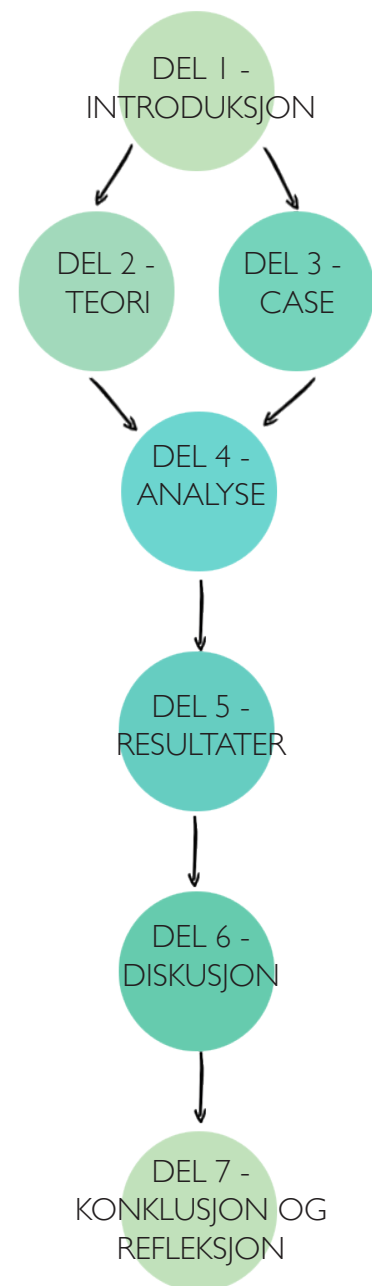 DEL 1 -
INTRODUKSJON
DEL 2 -
TEORI
DEL 3 -
CASE
DEL 4 -
ANALYSE
DEL 5 -
RESULTATER
DEL 6 -
DISKUSJON
DEL 7 -
KONKLUSJON OG
REFLEKSJON